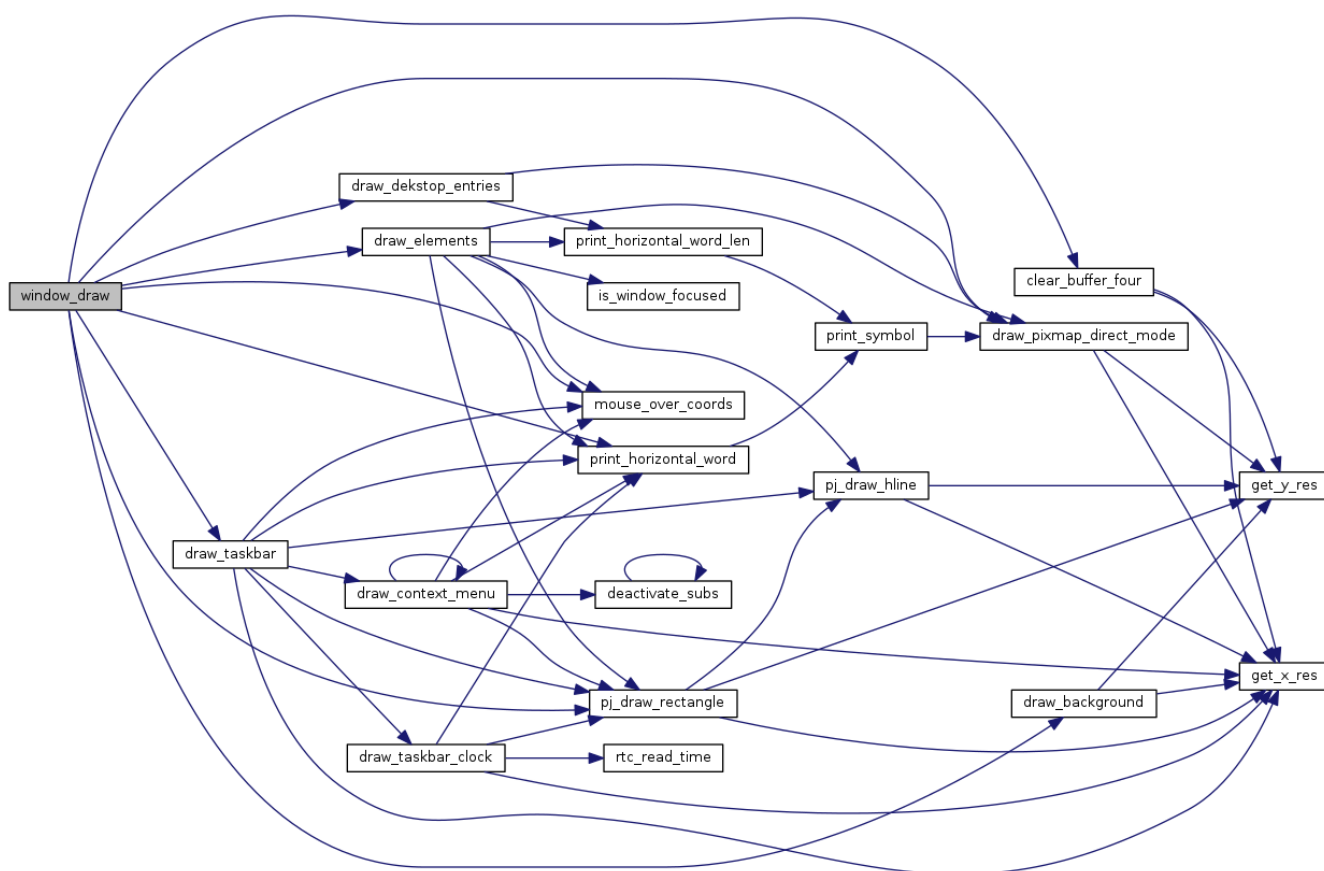 draw_dekstop_entries
draw_elements
print_horizontal_word_len
clear_buffer_four
window_draw
is_window_focused
print_symbol
draw_pixmap_direct_mode
mouse_over_coords
print_horizontal_word
pj_draw_hline
get_y_res
draw_taskbar
draw_context_menu
deactivate_subs
get_x_res
pj_draw_rectangle
draw_background
draw_taskbar_clock
rtc_read_time